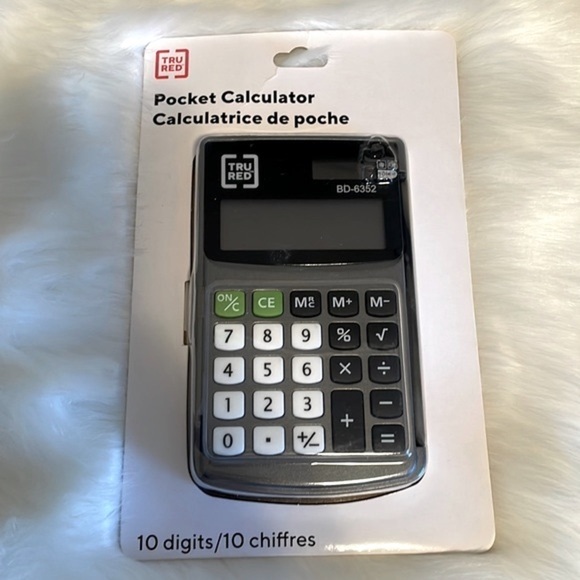 TRU
RED
Pocket Calculator
Calculatrice de poche
TRU
RED
BD-6352
ON/C CE MR/C M+ M−
7 8 9 % √
4 5 6 × ÷
1 2 3 + −
0 . +/− =
10 digits/10 chiffres